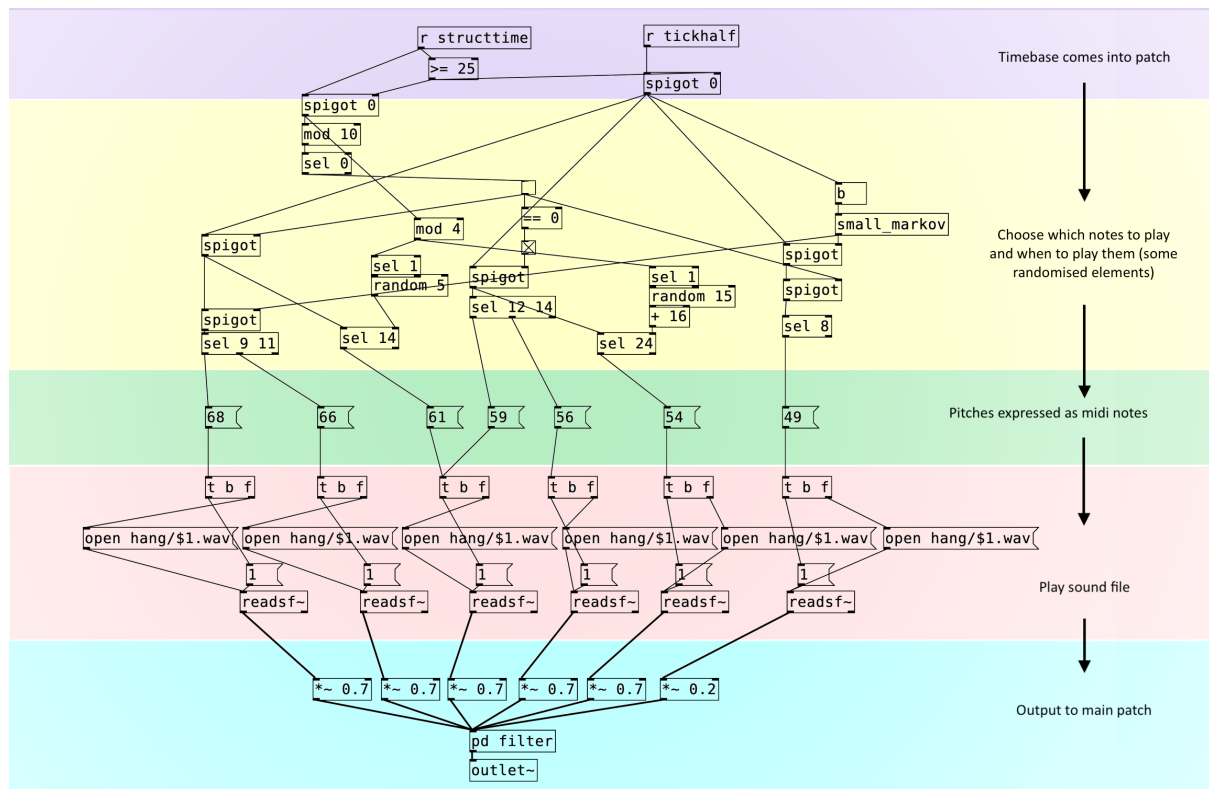 r structtime
r tickhalf
>= 25
spigot 0
spigot 0
mod 10
sel 0
b
== 0
mod 4
small_markov
spigot
spigot
sel 1
random 5
spigot
sel 1
random 15
+ 16
spigot
sel 12 14
spigot
sel 9 11
sel 14
sel 24
sel 8
68
66
61
59
56
54
49
t b f
t b f
t b f
t b f
t b f
t b f
open hang/$1.wav
open hang/$1.wav
open hang/$1.wav
open hang/$1.wav
open hang/$1.wav
open hang/$1.wav
1
1
1
1
1
1
readsf~
readsf~
readsf~
readsf~
readsf~
readsf~
*~ 0.7
*~ 0.7
*~ 0.7
*~ 0.7
*~ 0.7
*~ 0.2
pd filter
outlet~
Timebase comes into patch
Choose which notes to play
and when to play them (some
randomised elements)
Pitches expressed as midi notes
Play sound file
Output to main patch